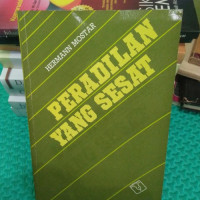 HERMANN MOSTAR
PERADILAN
YANG SESAT